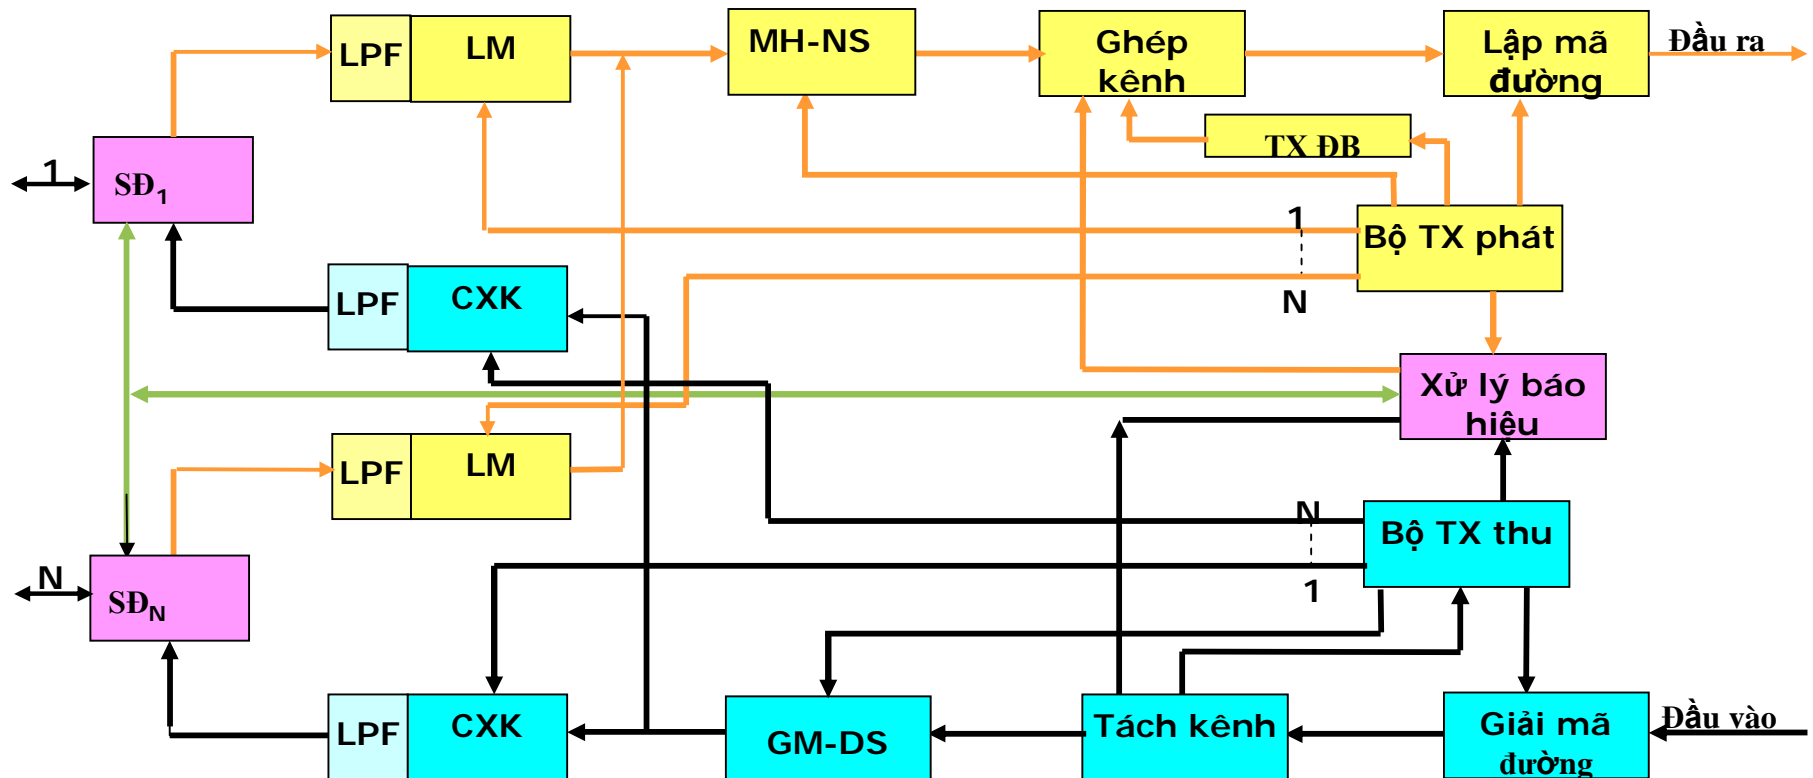 LPF
LM
MH-NS
Ghép
kênh
Lập mã
đường
Đầu ra
TX ĐB
1
SĐ1
1
Bộ TX phát
LPF
CXK
N
Xử lý báo
hiệu
LPF
LM
N
Bộ TX thu
N
SĐN
1
LPF
CXK
GM-DS
Tách kênh
Giải mã
đường
Đầu vào